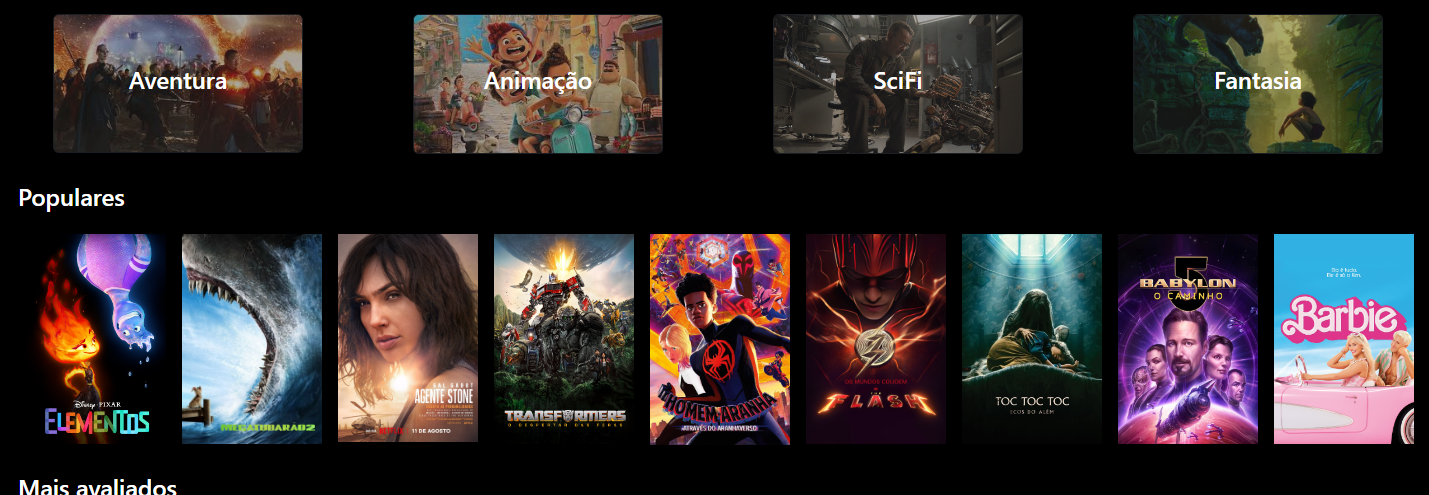 Aventura
Animação
SciFi
Fantasia
Populares
Disney PIXAR
ELEMENTOS
MEGATUBARÃO2
GAL GADOT
AGENTE STONE
NETFLIX 11 DE AGOSTO
TRANSFORMERS
O DESPERTAR DAS FERAS
HOMEM-ARANHA
ATRAVÉS DO ARANHAVERSO
OS MUNDOS COLIDEM
FLASH
TOC TOC TOC
ECOS DO ALÉM
5
BABYLON
O CAMINHO
Barbie
Mais avaliados